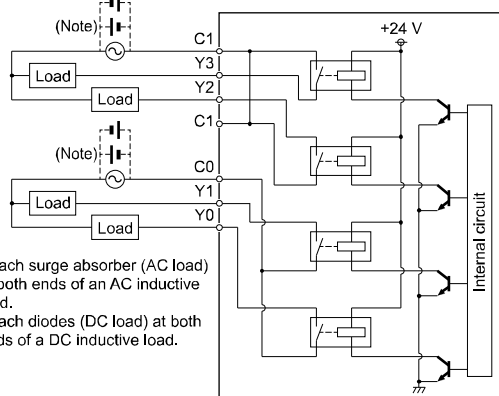 +24 V
(Note)
C1
Y3
Load
Y2
Load
C1
(Note)
C0
Y1
Load
Y0
Load
Internal circuit
ach surge absorber (AC load)
both ends of an AC inductive
d.
ach diodes (DC load) at both
ds of a DC inductive load.